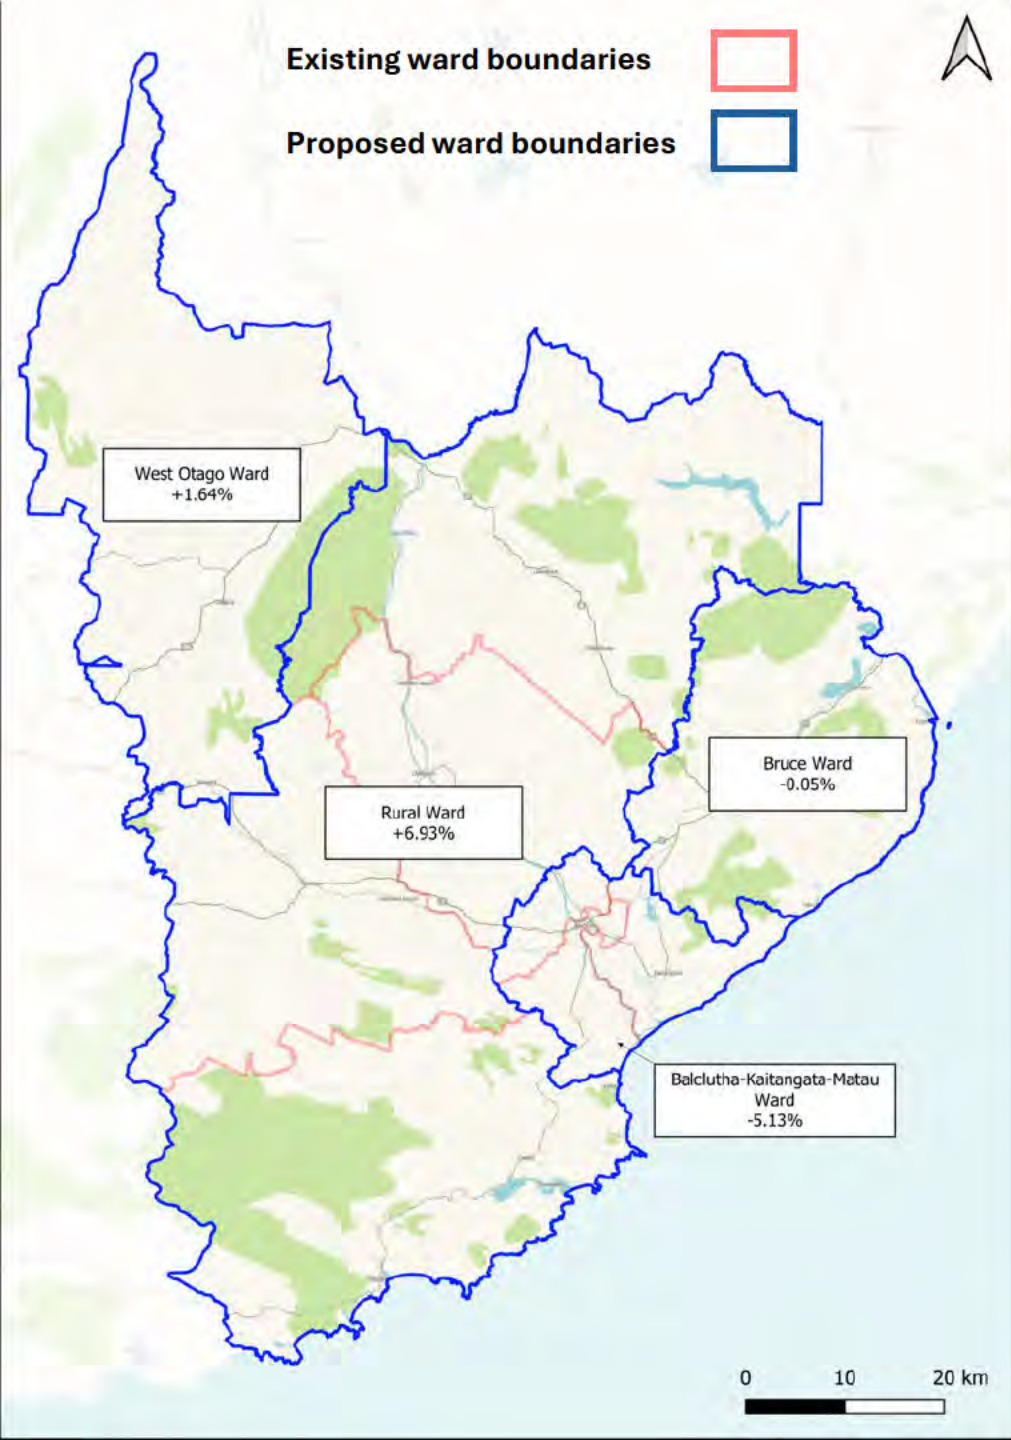 Existing ward boundaries
Proposed ward boundaries
West Otago Ward
+1.64%
Bruce Ward
-0.05%
Rural Ward
+6.93%
Balclutha-Kaitangata-Matau
Ward
-5.13%
0 10 20 km